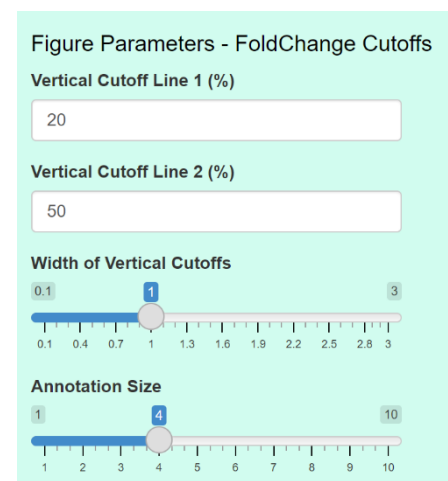 Figure Parameters - FoldChange Cutoffs
Vertical Cutoff Line 1 (%)
20
Vertical Cutoff Line 2 (%)
50
Width of Vertical Cutoffs
0.1 1 3
0.1 0.4 0.7 1 1.3 1.6 1.9 2.2 2.5 2.8 3
Annotation Size
1 4 10
1 2 3 4 5 6 7 8 9 10